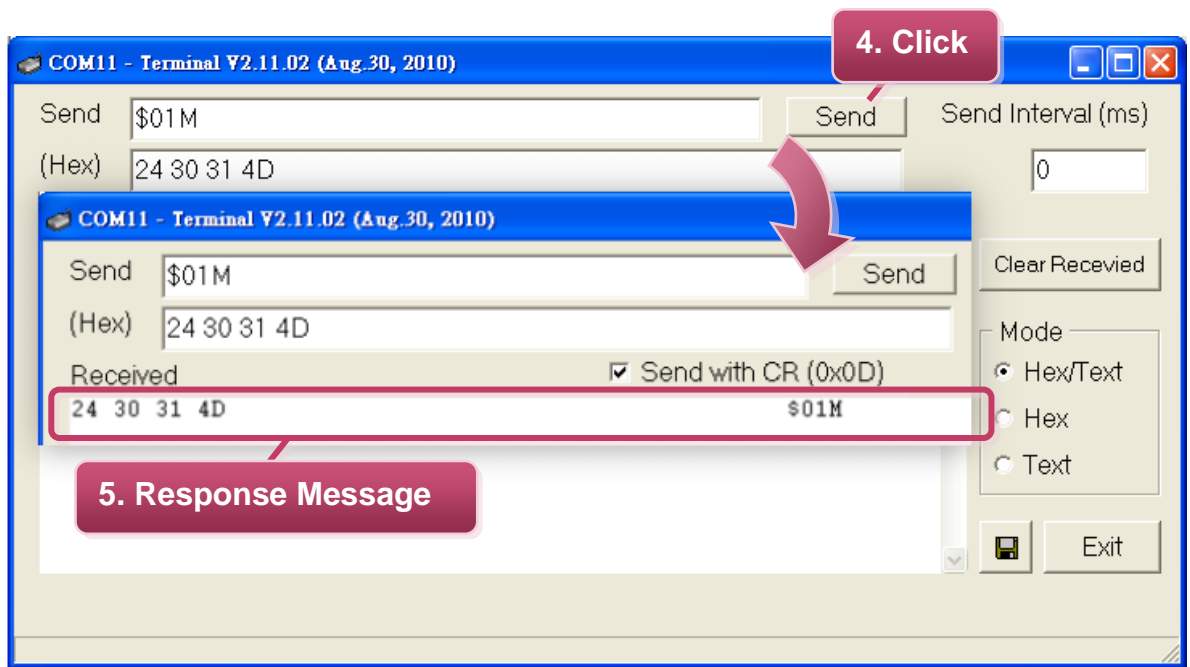 4. Click
COM11 - Terminal V2.11.02 (Aug.30, 2010)
Send $01M Send Send Interval (ms)
(Hex) 24 30 31 4D 0
COM11 - Terminal V2.11.02 (Aug.30, 2010)
Send $01M Send
Clear Recevied
(Hex) 24 30 31 4D
Mode
Received Send with CR (0x0D)
Hex/Text
24 30 31 4D $01M
Hex
Text
5. Response Message
Exit